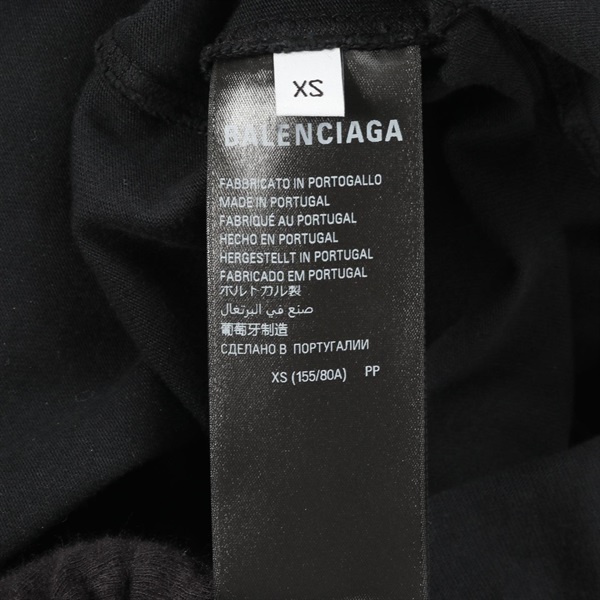 XS
BALENCIAGA
FABBRICATO IN PORTOGALLO
MADE IN PORTUGAL
FABRIQUÉ AU PORTUGAL
HECHO EN PORTUGAL
HERGESTELLT IN PORTUGAL
FABRICADO EM PORTUGAL
ポルトガル製
صنع في البرتغال
葡萄牙制造
СДЕЛАНО В ПОРТУГАЛИИ
XS (155/80A) PP